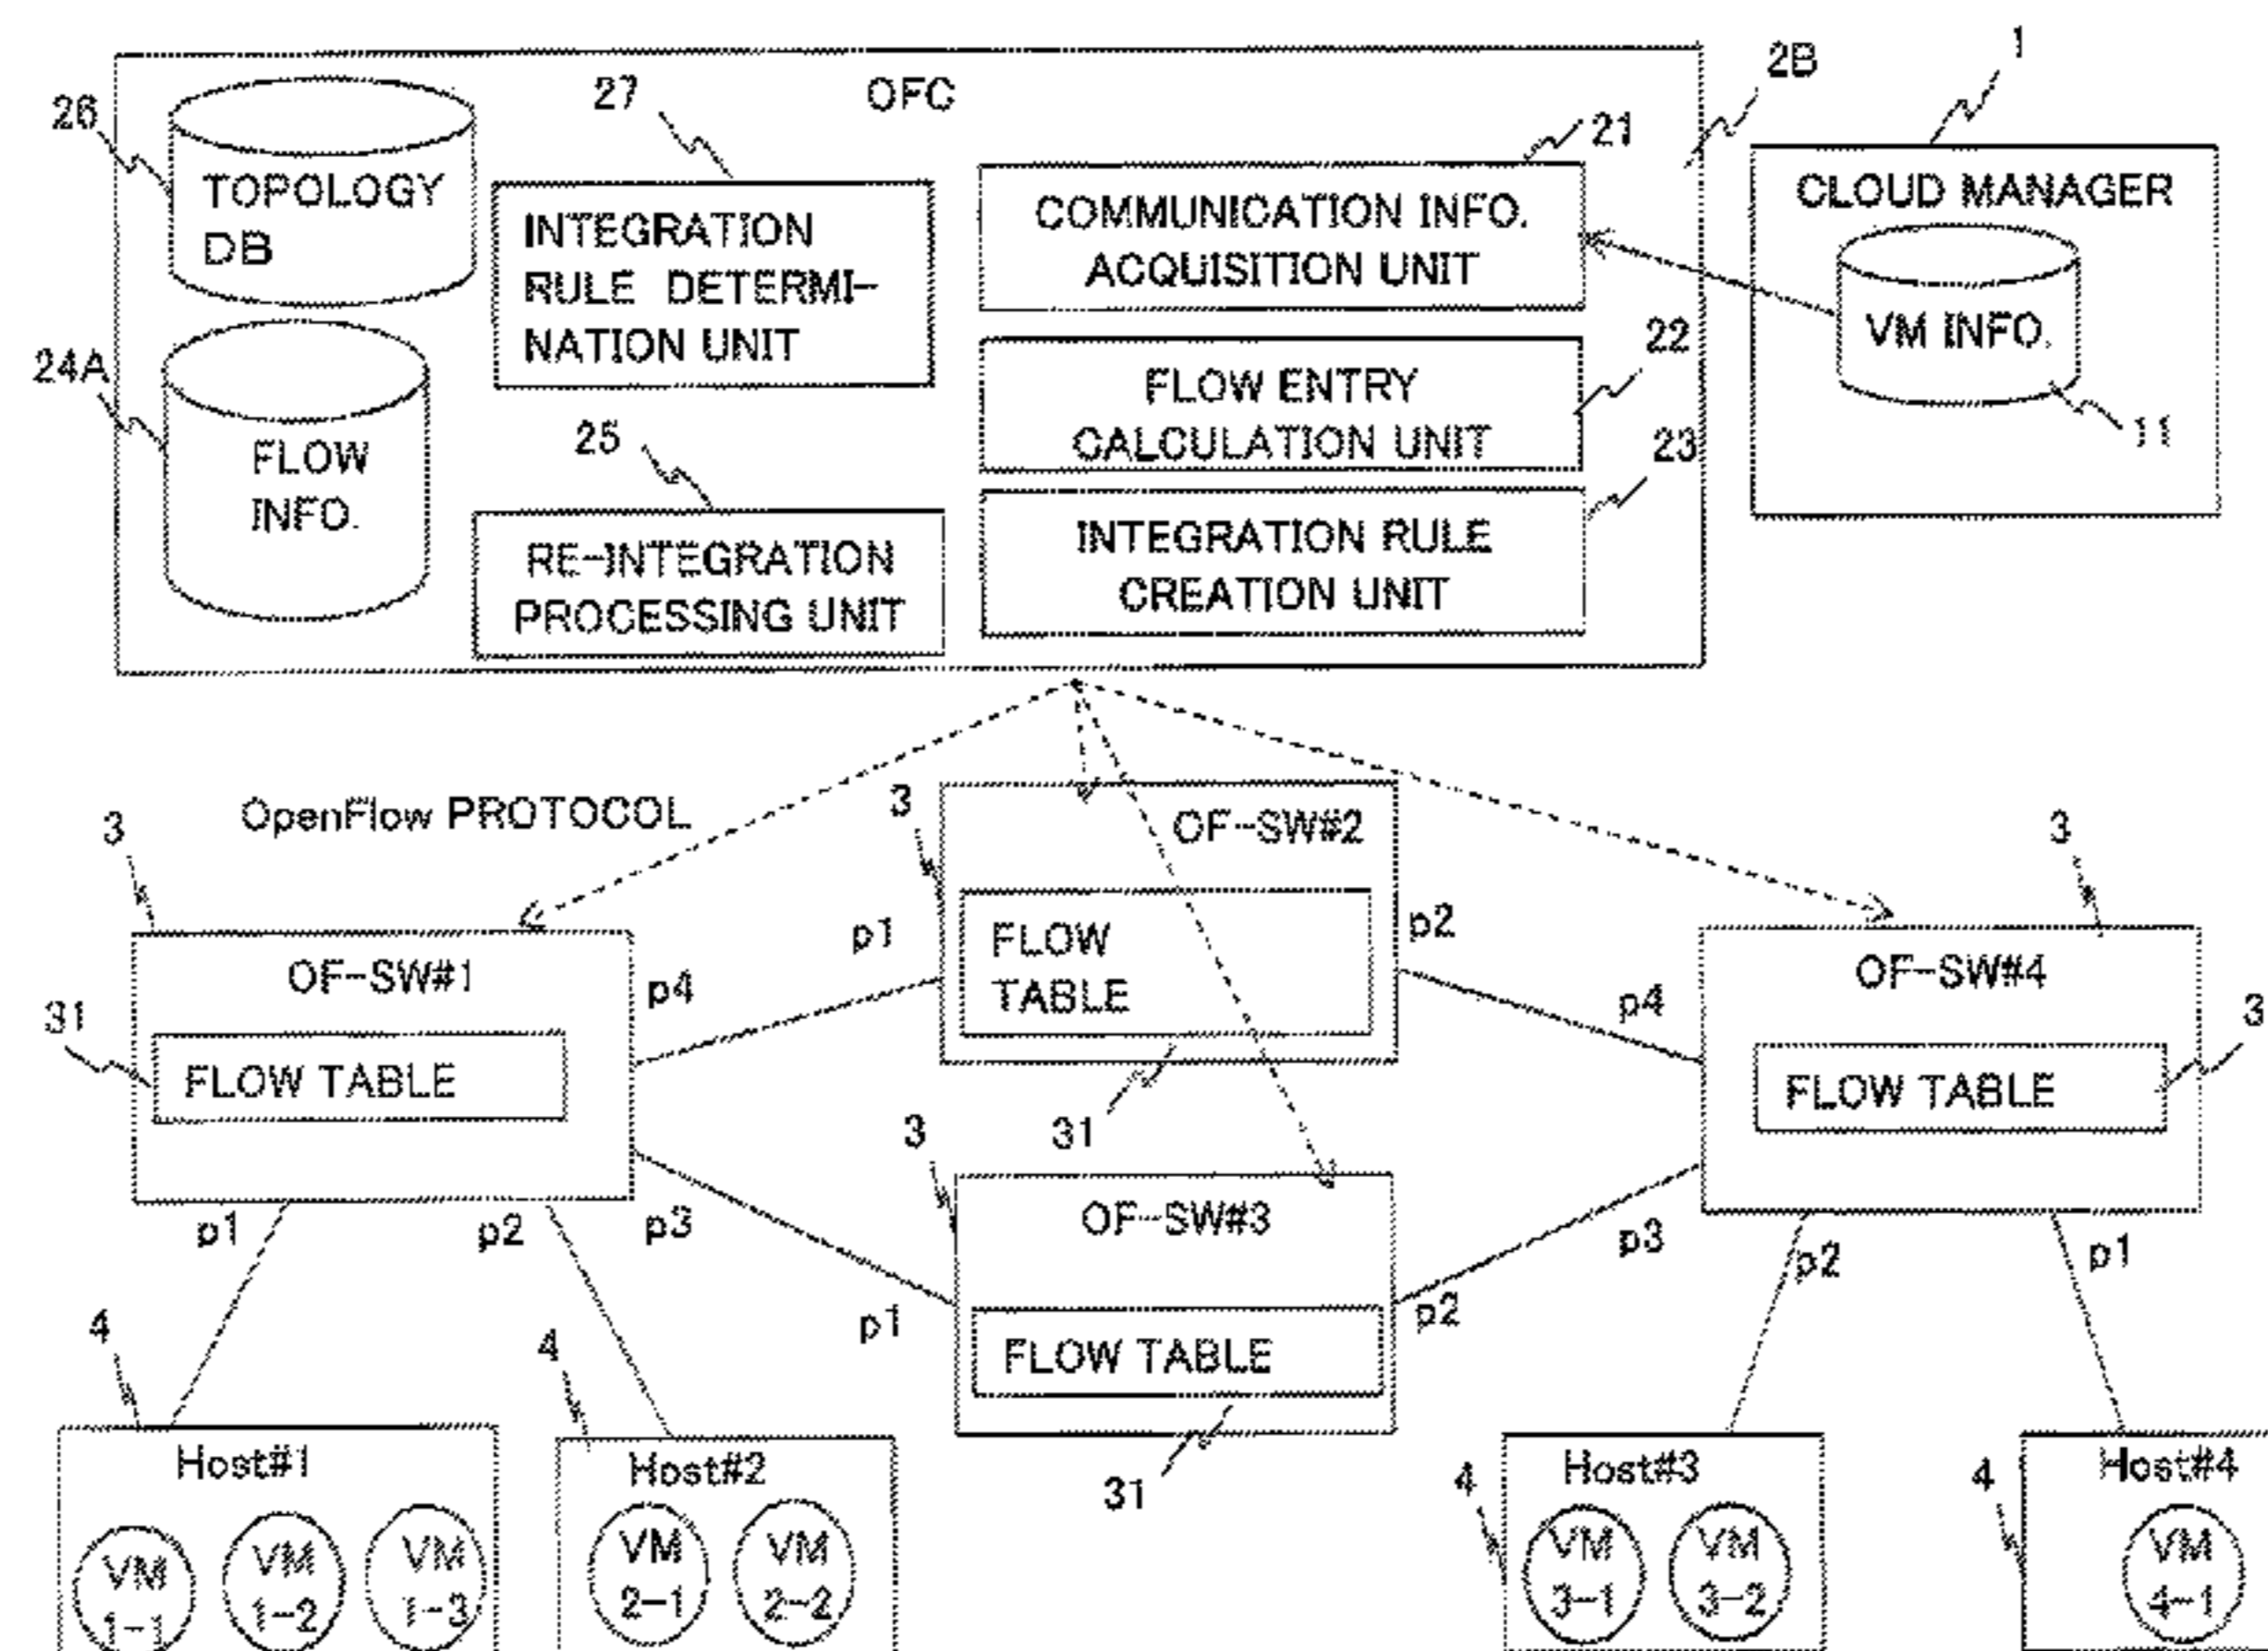 1
2B
OFC
27
26
21
TOPOLOGY
DB
INTEGRATION
RULE DETERMI-
NATION UNIT
COMMUNICATION INFO.
ACQUISITION UNIT
CLOUD MANAGER
VM INFO.
11
24A
22
FLOW ENTRY
CALCULATION UNIT
FLOW
INFO.
25
23
RE-INTEGRATION
PROCESSING UNIT
INTEGRATION RULE
CREATION UNIT
OpenFlow PROTOCOL
3
OF-SW#1
31
FLOW TABLE
p4
p3
p1
p2
3
OF-SW#2
p1
p2
FLOW
TABLE
31
3
OF-SW#3
p1
p2
FLOW TABLE
31
3
OF-SW#4
p4
3
FLOW TABLE
p3
p2
p1
4
Host#1
VM
1-1
VM
1-2
VM
1-3
4
Host#2
VM
2-1
VM
2-2
4
Host#3
VM
3-1
VM
3-2
4
Host#4
VM
4-1